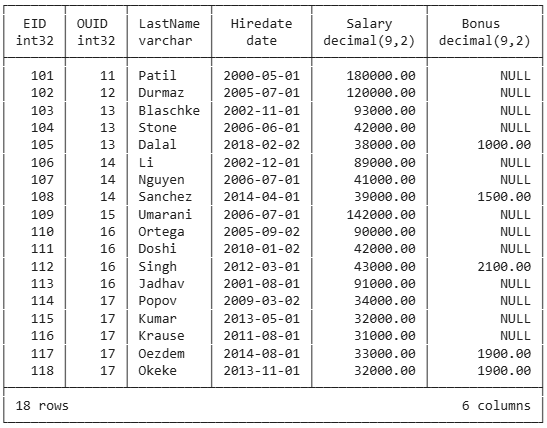 EID OUID LastName Hiredate Salary Bonus
int32 int32 varchar date decimal(9,2) decimal(9,2)
101 11 Patil 2000-05-01 180000.00 NULL
102 12 Durmaz 2005-07-01 120000.00 NULL
103 13 Blaschke 2002-11-01 93000.00 NULL
104 13 Stone 2006-06-01 42000.00 NULL
105 13 Dalal 2018-02-02 38000.00 1000.00
106 14 Li 2002-12-01 89000.00 NULL
107 14 Nguyen 2006-07-01 41000.00 NULL
108 14 Sanchez 2014-04-01 39000.00 1500.00
109 15 Umarani 2006-07-01 142000.00 NULL
110 16 Ortega 2005-09-02 90000.00 NULL
111 16 Doshi 2010-01-02 42000.00 NULL
112 16 Singh 2012-03-01 43000.00 2100.00
113 16 Jadhav 2001-08-01 91000.00 NULL
114 17 Popov 2009-03-02 34000.00 NULL
115 17 Kumar 2013-05-01 32000.00 NULL
116 17 Krause 2011-08-01 31000.00 NULL
117 17 Oezdem 2014-08-01 33000.00 1900.00
118 17 Okeke 2013-11-01 32000.00 1900.00
18 rows 6 columns